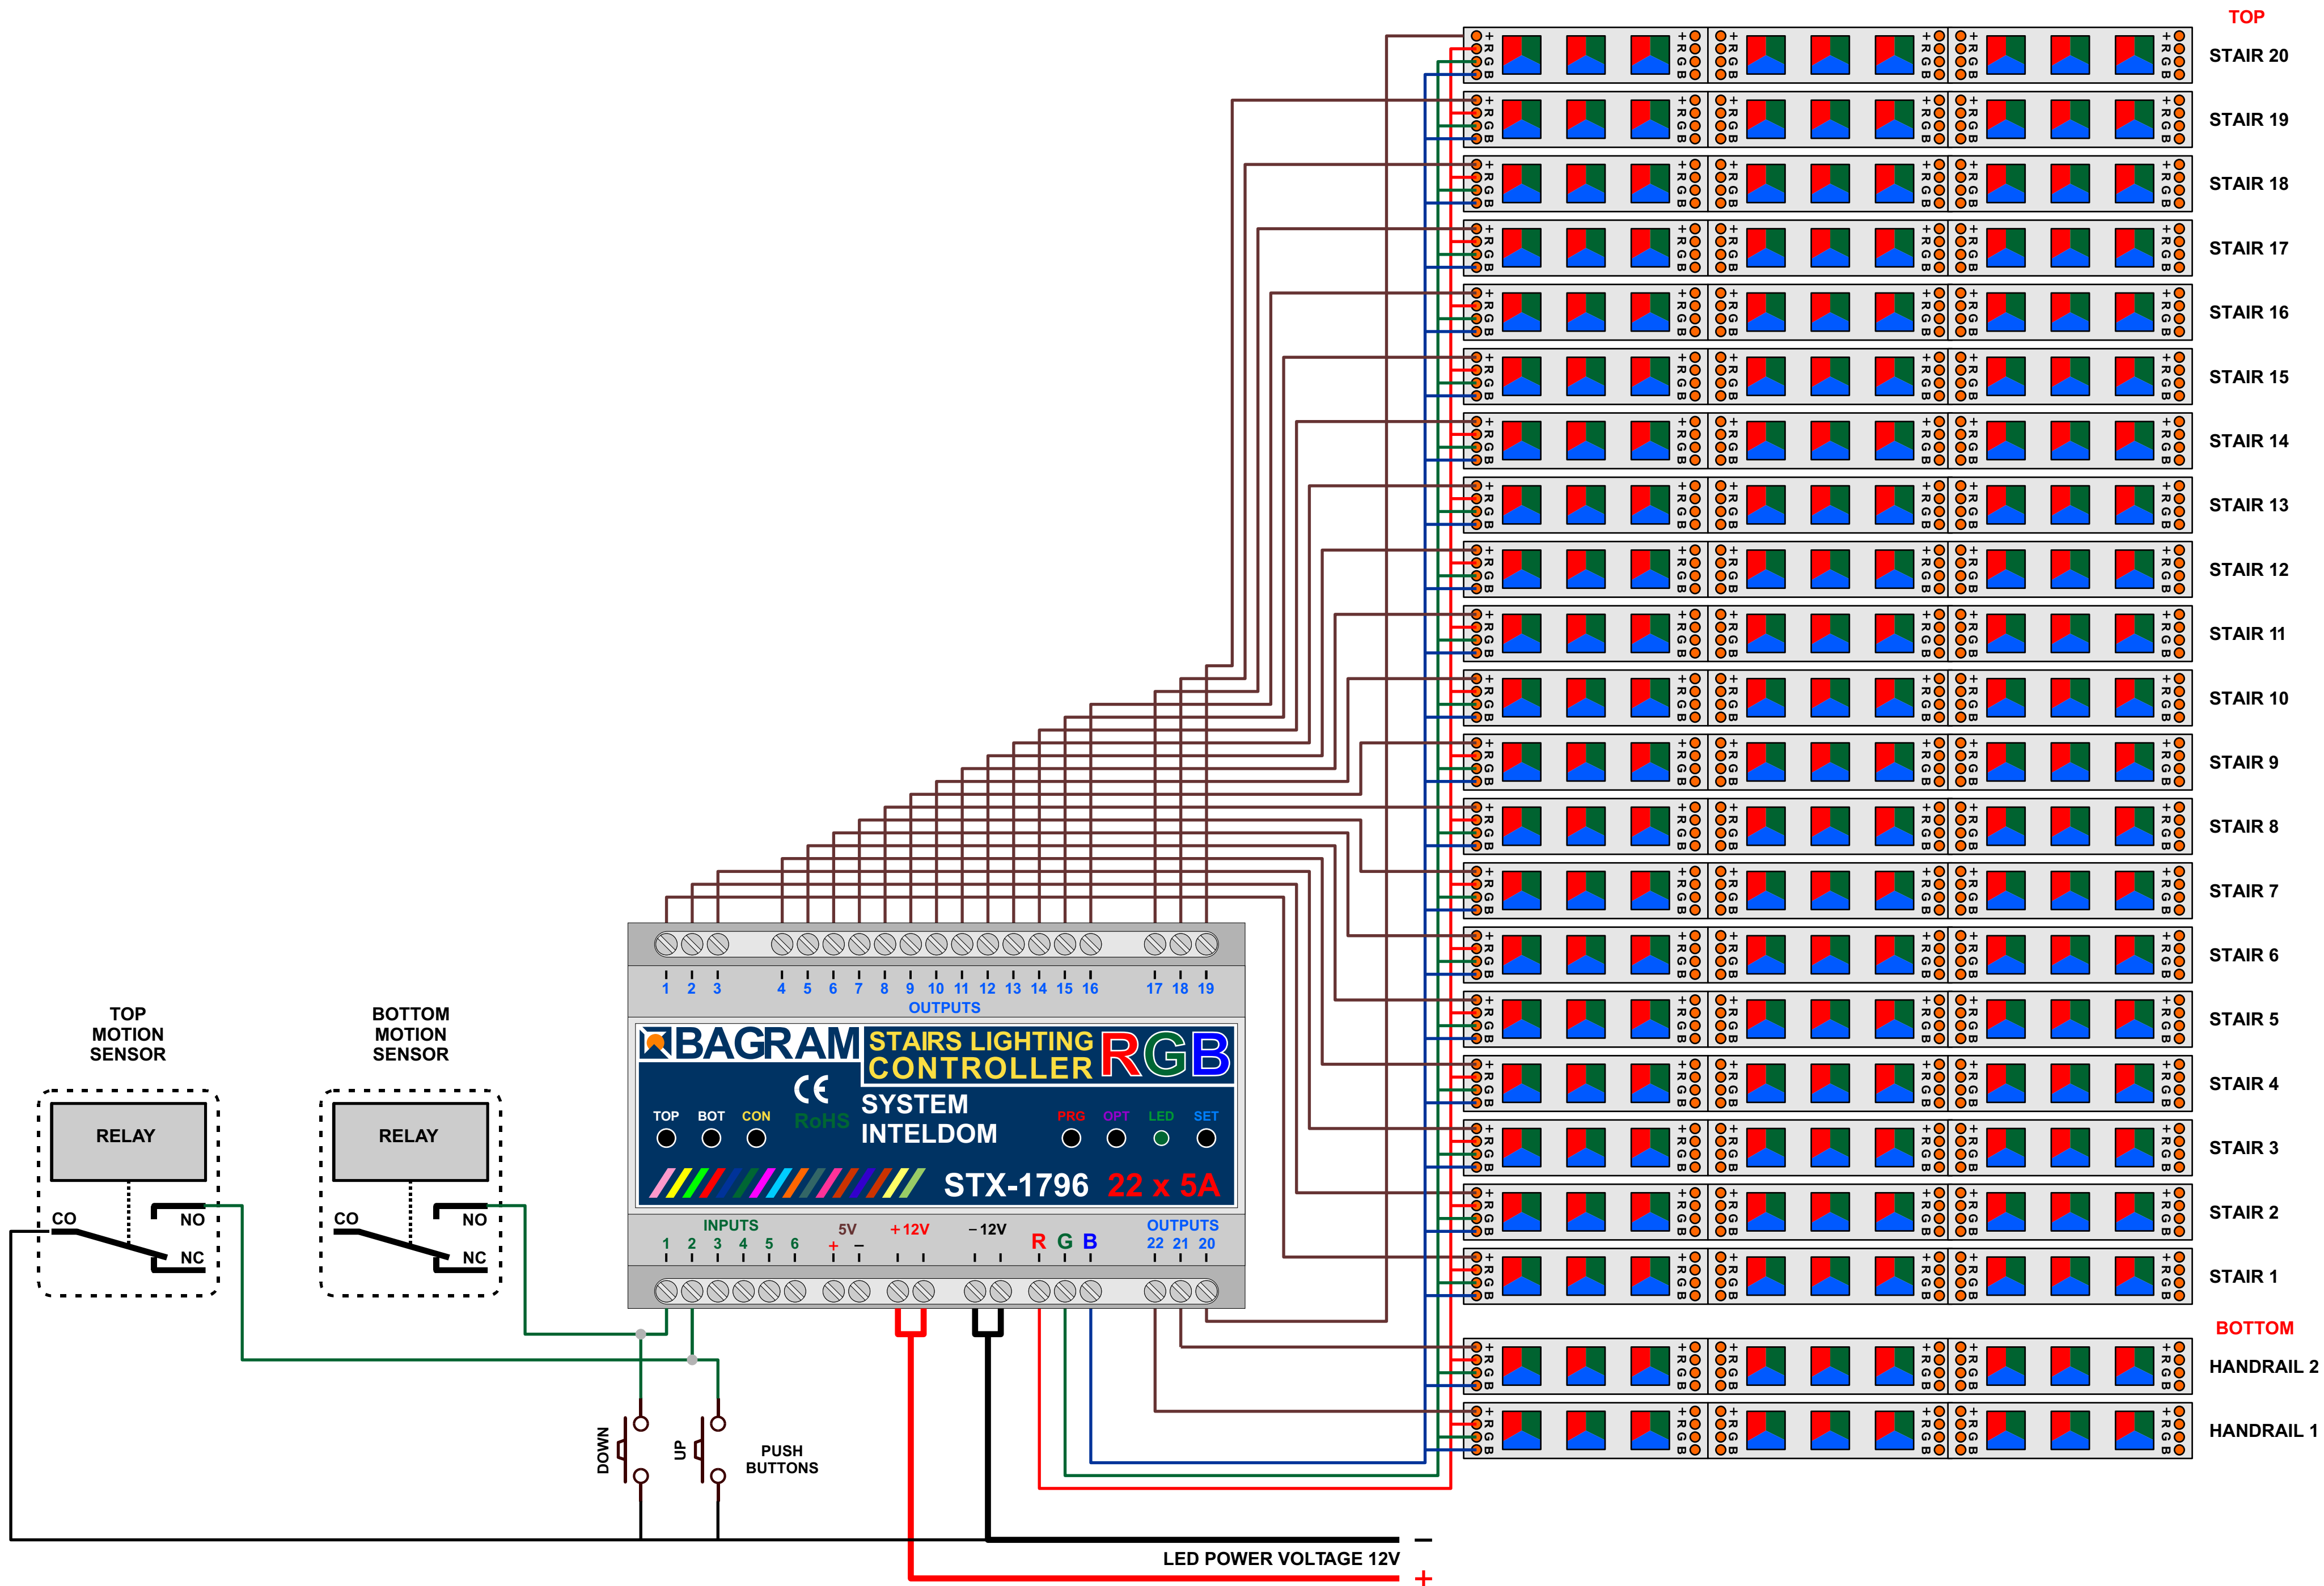 TOP
+ R G B + R G B + R G B + R G B + R G B + R G B STAIR 20
+ R G B + R G B + R G B + R G B + R G B + R G B STAIR 19
+ R G B + R G B + R G B + R G B + R G B + R G B STAIR 18
+ R G B + R G B + R G B + R G B + R G B + R G B STAIR 17
+ R G B + R G B + R G B + R G B + R G B + R G B STAIR 16
+ R G B + R G B + R G B + R G B + R G B + R G B STAIR 15
+ R G B + R G B + R G B + R G B + R G B + R G B STAIR 14
+ R G B + R G B + R G B + R G B + R G B + R G B STAIR 13
+ R G B + R G B + R G B + R G B + R G B + R G B STAIR 12
+ R G B + R G B + R G B + R G B + R G B + R G B STAIR 11
+ R G B + R G B + R G B + R G B + R G B + R G B STAIR 10
+ R G B + R G B + R G B + R G B + R G B + R G B STAIR 9
+ R G B + R G B + R G B + R G B + R G B + R G B STAIR 8
+ R G B + R G B + R G B + R G B + R G B + R G B STAIR 7
+ R G B + R G B + R G B + R G B + R G B + R G B STAIR 6
+ R G B + R G B + R G B + R G B + R G B + R G B STAIR 5
+ R G B + R G B + R G B + R G B + R G B + R G B STAIR 4
+ R G B + R G B + R G B + R G B + R G B + R G B STAIR 3
+ R G B + R G B + R G B + R G B + R G B + R G B STAIR 2
+ R G B + R G B + R G B + R G B + R G B + R G B STAIR 1
BOTTOM
+ R G B + R G B + R G B + R G B + R G B + R G B HANDRAIL 2
+ R G B + R G B + R G B + R G B + R G B + R G B HANDRAIL 1
1 2 3 4 5 6 7 8 9 10 11 12 13 14 15 16 17 18 19
OUTPUTS
BAGRAM
STAIRS LIGHTING
CONTROLLER
RGB
CE
RoHS
SYSTEM
INTELDOM
TOP BOT CON
PRG OPT LED SET
STX-1796 22 x 5A
INPUTS 5V +12V −12V OUTPUTS
1 2 3 4 5 6 + − R G B 22 21 20
TOP
MOTION
SENSOR
RELAY
CO
NO
NC
BOTTOM
MOTION
SENSOR
RELAY
CO
NO
NC
DOWN
UP
PUSH
BUTTONS
−
LED POWER VOLTAGE 12V
+